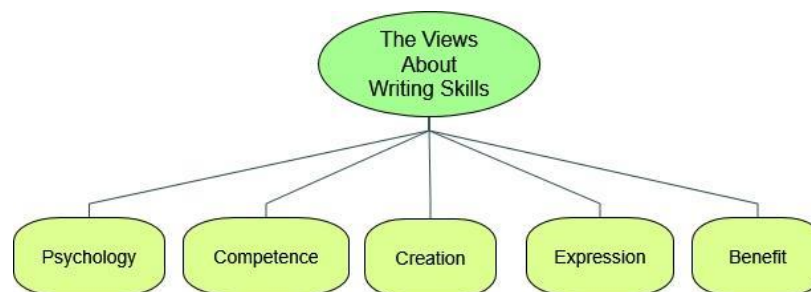 The Views
About
Writing Skills
Psychology
Competence
Creation
Expression
Benefit